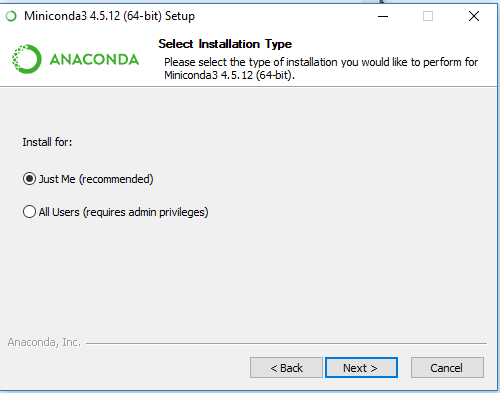 Miniconda3 4.5.12 (64-bit) Setup
ANACONDA
Select Installation Type
Please select the type of installation you would like to perform for
Miniconda3 4.5.12 (64-bit).
Install for:
Just Me (recommended)
All Users (requires admin privileges)
Anaconda, Inc.
< Back
Next >
Cancel